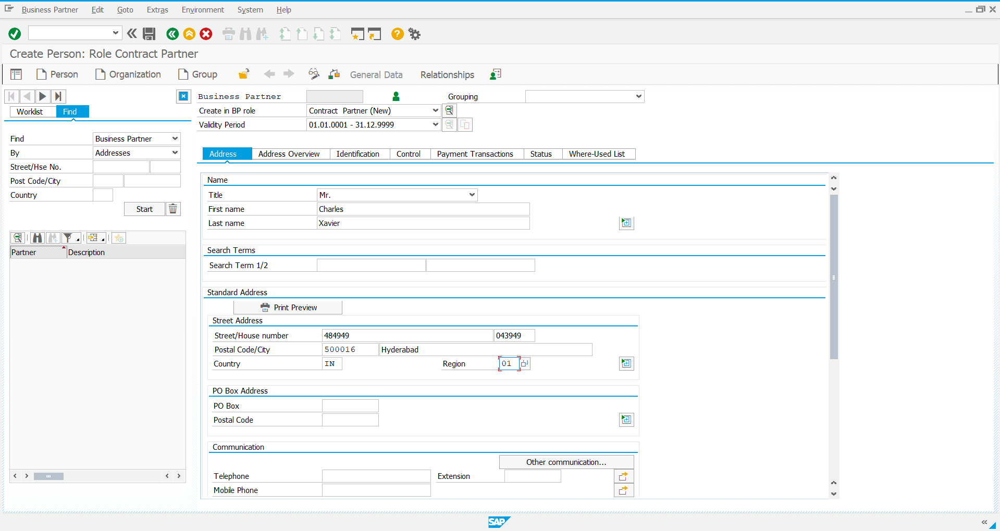 Business Partner Edit Goto Extras Environment System Help
Create Person: Role Contract Partner
Person Organization Group General Data Relationships
Business Partner Grouping
Worklist Find
Create in BP role Contract Partner (New)
Validity Period 01.01.0001 - 31.12.9999
Find Business Partner
By Addresses
Street/Hse No.
Post Code/City
Country
Start
Partner Description
Address Address Overview Identification Control Payment Transactions Status Where-Used List
Name
Title Mr.
First name Charles
Last name Xavier
Search Terms
Search Term 1/2
Standard Address
Print Preview
Street Address
Street/House number 484949 043949
Postal Code/City 500016 Hyderabad
Country IN Region 01
PO Box Address
PO Box
Postal Code
Communication
Other communication...
Telephone Extension
Mobile Phone
SAP